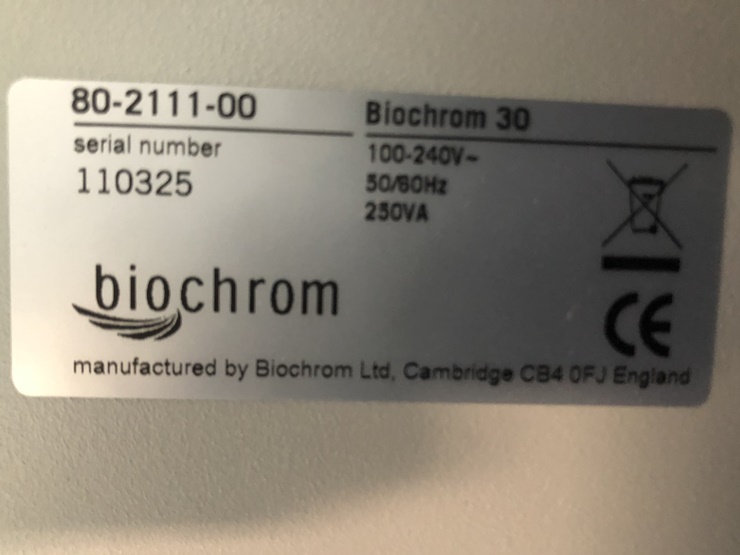 80-2111-00
serial number
110325
Biochrom 30
100-240V~
50/60Hz
250VA
biochrom
CE
manufactured by Biochrom Ltd, Cambridge CB4 0FJ England